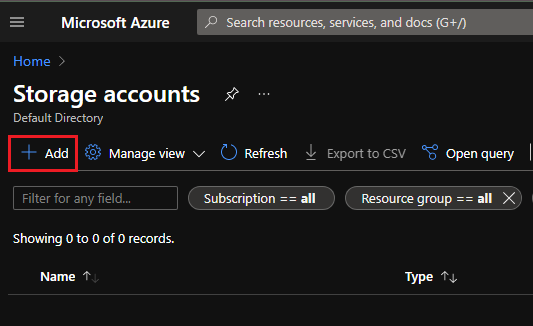 Microsoft Azure
Search resources, services, and docs (G+/)
Home >
Storage accounts
Default Directory
+ Add Manage view Refresh Export to CSV Open query
Filter for any field... Subscription == all Resource group == all
Showing 0 to 0 of 0 records.
Name Type